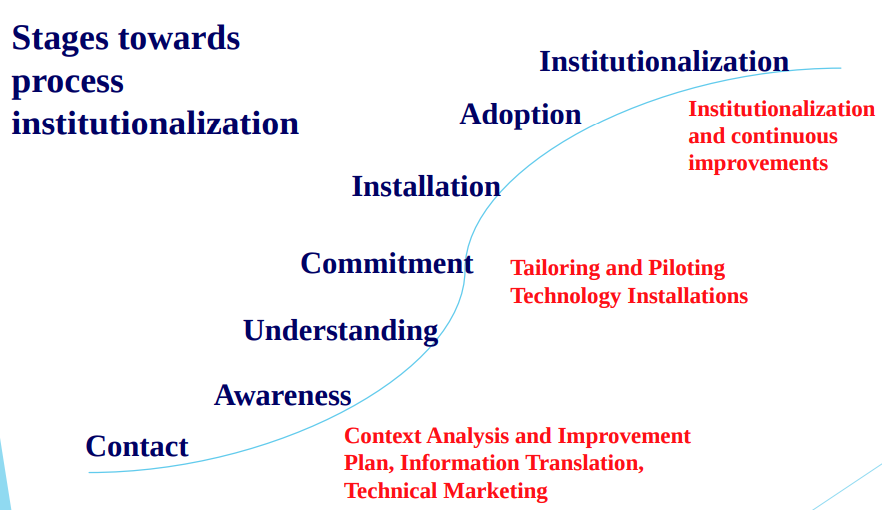 Stages towards
process
institutionalization
Institutionalization
Adoption
Institutionalization
and continuous
improvements
Installation
Commitment
Tailoring and Piloting
Technology Installations
Understanding
Awareness
Contact
Context Analysis and Improvement
Plan, Information Translation,
Technical Marketing